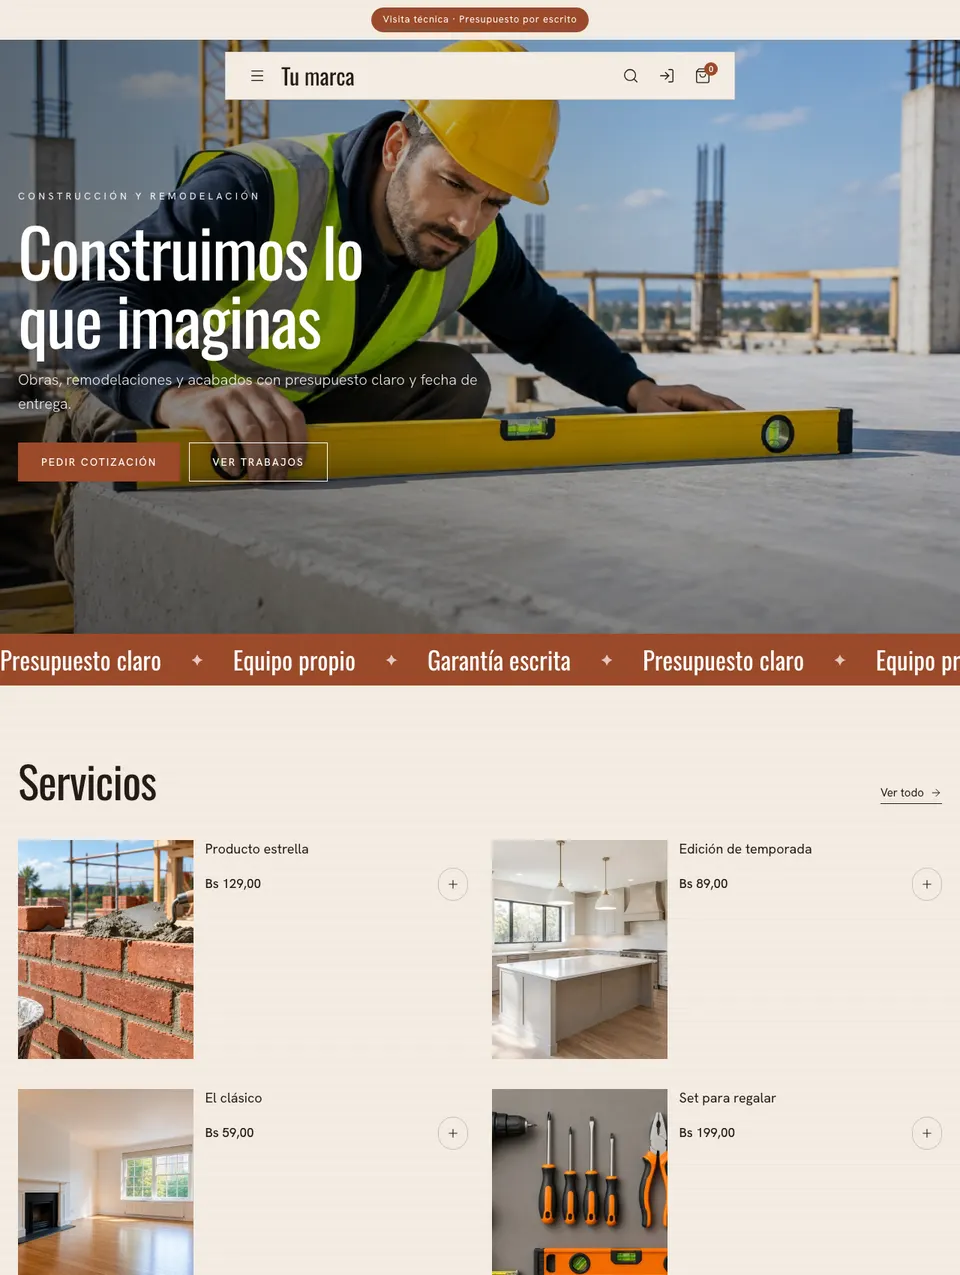 Visita técnica · Presupuesto por escrito
Tu marca
0
CONSTRUCCIÓN Y REMODELACIÓN
Construimos lo
que imaginas
Obras, remodelaciones y acabados con presupuesto claro y fecha de
entrega.
PEDIR COTIZACIÓN
VER TRABAJOS
Presupuesto claro ✦ Equipo propio ✦ Garantía escrita ✦ Presupuesto claro ✦ Equipo pr
Servicios
Ver todo →
Producto estrella
Bs 129,00
Edición de temporada
Bs 89,00
El clásico
Bs 59,00
Set para regalar
Bs 199,00